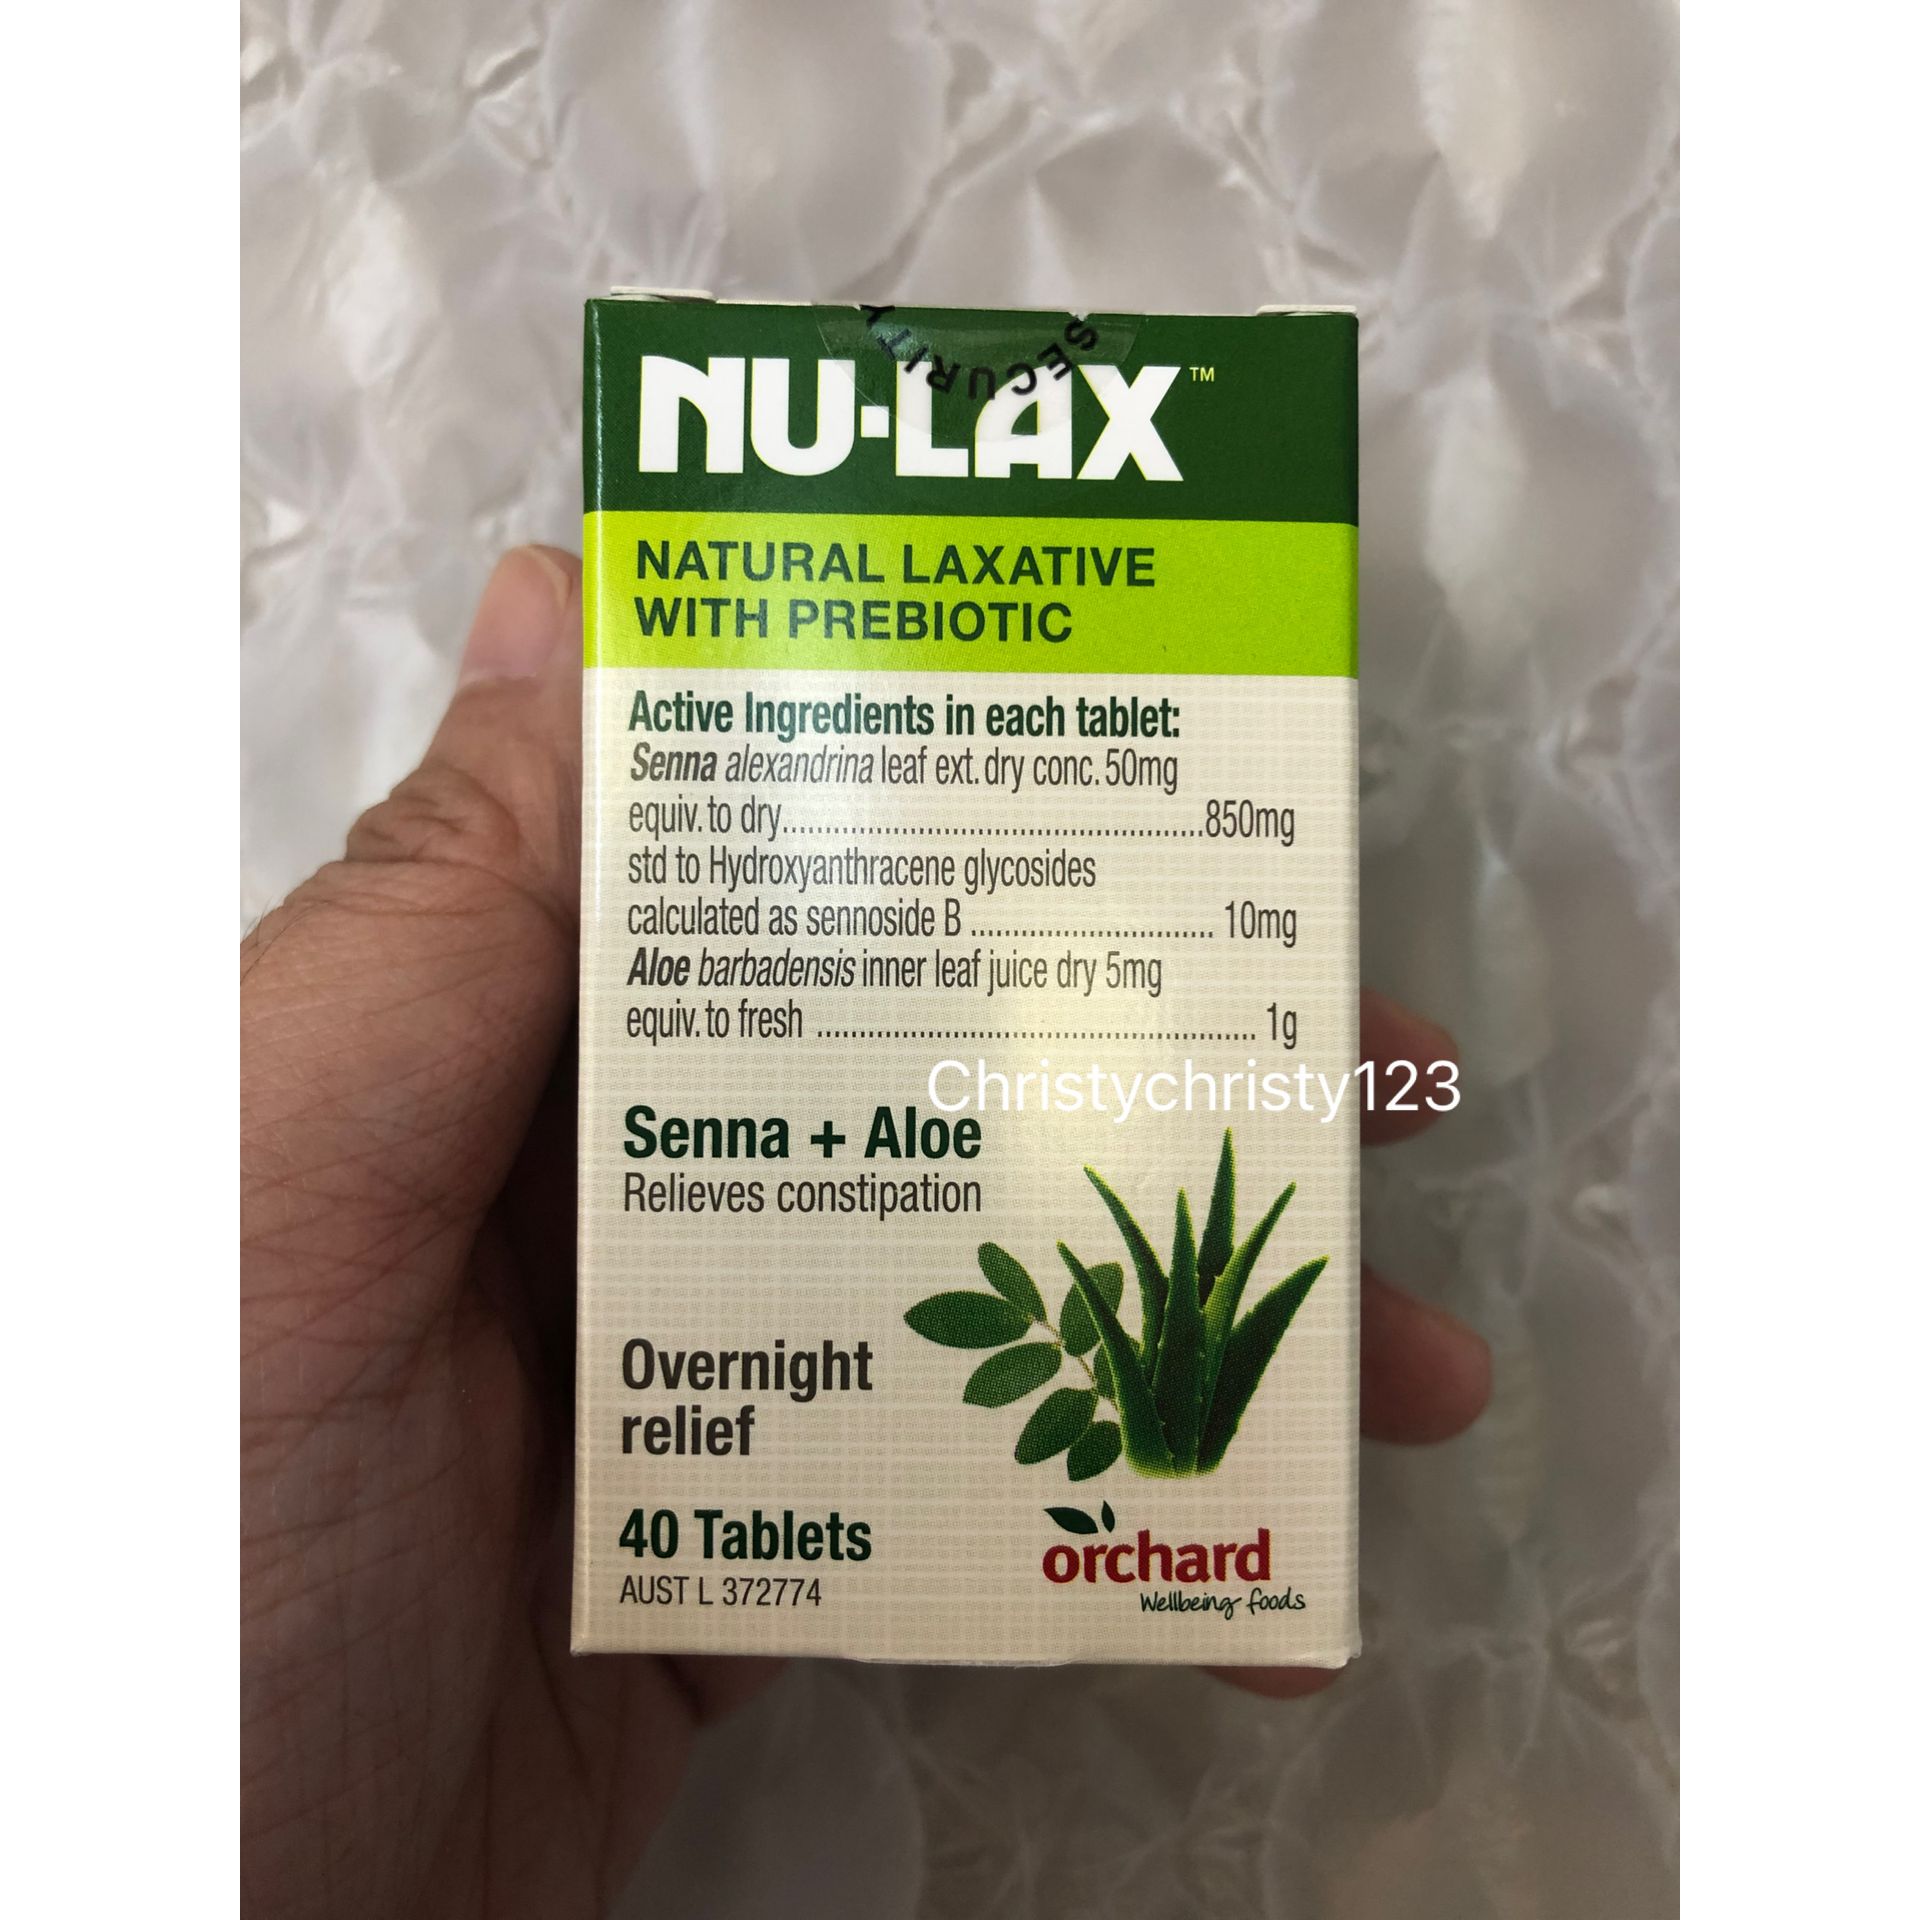 SECURITY
NU·LAX™
NATURAL LAXATIVE
WITH PREBIOTIC
Active Ingredients in each tablet:
Senna alexandrina leaf ext. dry conc. 50mg
equiv. to dry..................................................850mg
std to Hydroxyanthracene glycosides
calculated as sennoside B ............................. 10mg
Aloe barbadensis inner leaf juice dry 5mg
equiv. to fresh .................................................... 1g
Christychristy123
Senna + Aloe
Relieves constipation
Overnight
relief
40 Tablets
AUST L 372774
orchard
Wellbeing foods